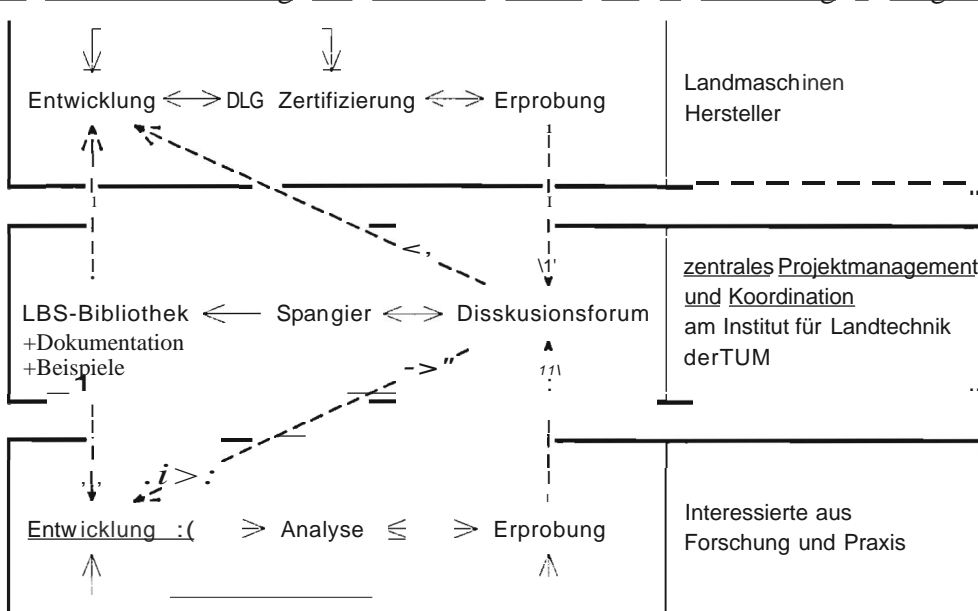 Entwicklung DLG Zertifizierung Erprobung
Landmaschinen
Hersteller
LBS-Bibliothek Spangier Disskusionsforum
+Dokumentation
+Beispiele
zentrales Projektmanagement
und Koordination
am Institut für Landtechnik
derTUM
Entwicklung :( Analyse Erprobung
Interessierte aus
Forschung und Praxis